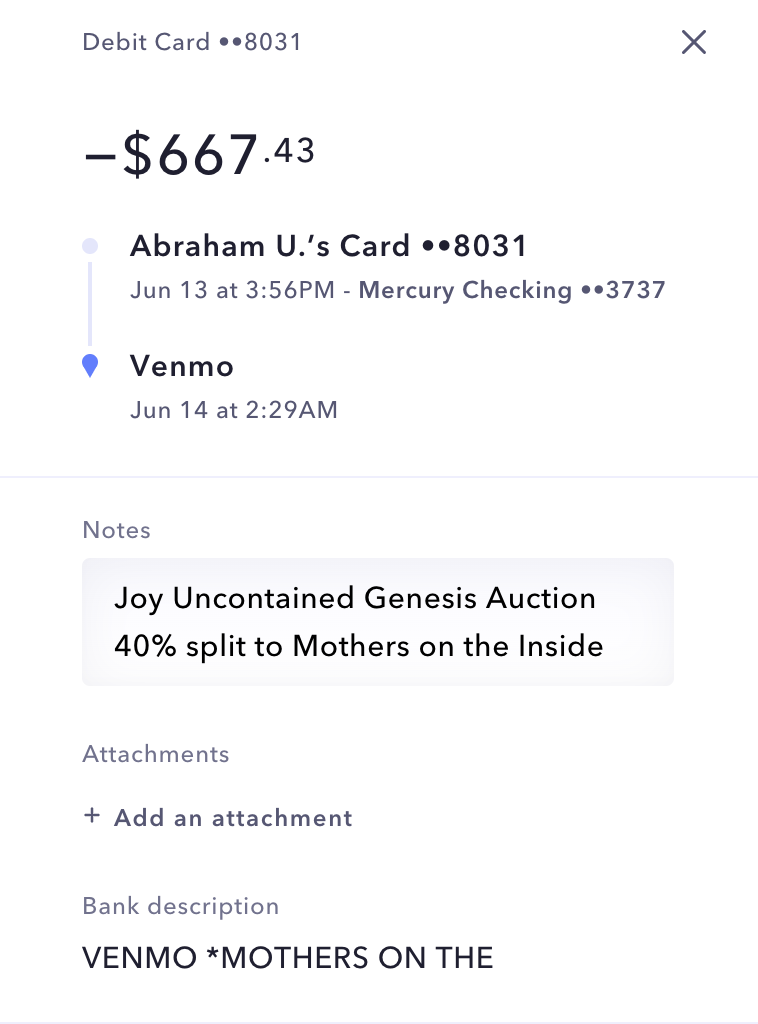 Debit Card ••8031
–$667.43
Abraham U.’s Card ••8031
Jun 13 at 3:56PM - Mercury Checking ••3737
Venmo
Jun 14 at 2:29AM
Notes
Joy Uncontained Genesis Auction
40% split to Mothers on the Inside
Attachments
+ Add an attachment
Bank description
VENMO *MOTHERS ON THE